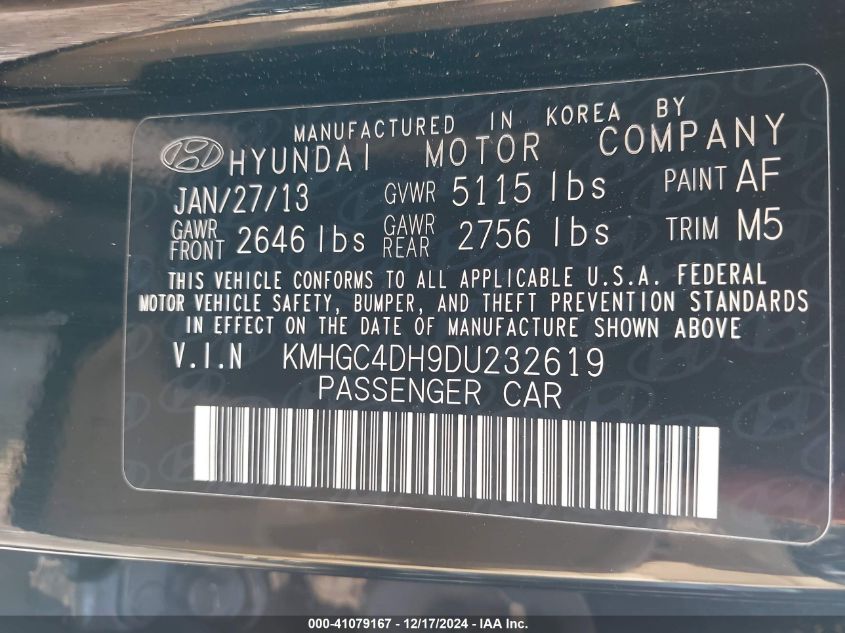 MANUFACTURED IN KOREA BY
HYUNDAI MOTOR COMPANY
JAN/27/13 GVWR 5115 lbs PAINT AF
GAWR FRONT 2646 lbs GAWR REAR 2756 lbs TRIM M5
THIS VEHICLE CONFORMS TO ALL APPLICABLE U.S.A. FEDERAL
MOTOR VEHICLE SAFETY, BUMPER, AND THEFT PREVENTION STANDARDS
IN EFFECT ON THE DATE OF MANUFACTURE SHOWN ABOVE
V.I.N KMHGC4DH9DU232619
PASSENGER CAR
000-41079167 - 12/17/2024 - IAA Inc.